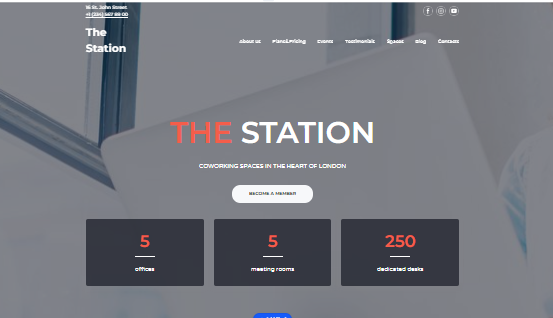 15 St. John Street
+1 (234) 567 89 00
The
Station
About us Plans&Pricing Events Testimonials Spaces Blog Contacts
THE STATION
COWORKING SPACES IN THE HEART OF LONDON
BECOME A MEMBER
5 5 250
offices meeting rooms dedicated desks